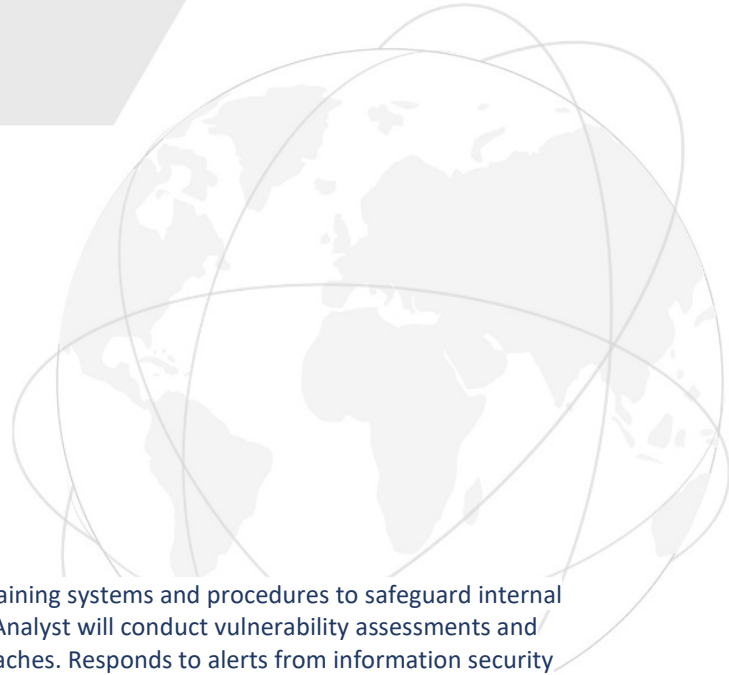 aining systems and procedures to safeguard internal
Analyst will conduct vulnerability assessments and
aches. Responds to alerts from information security